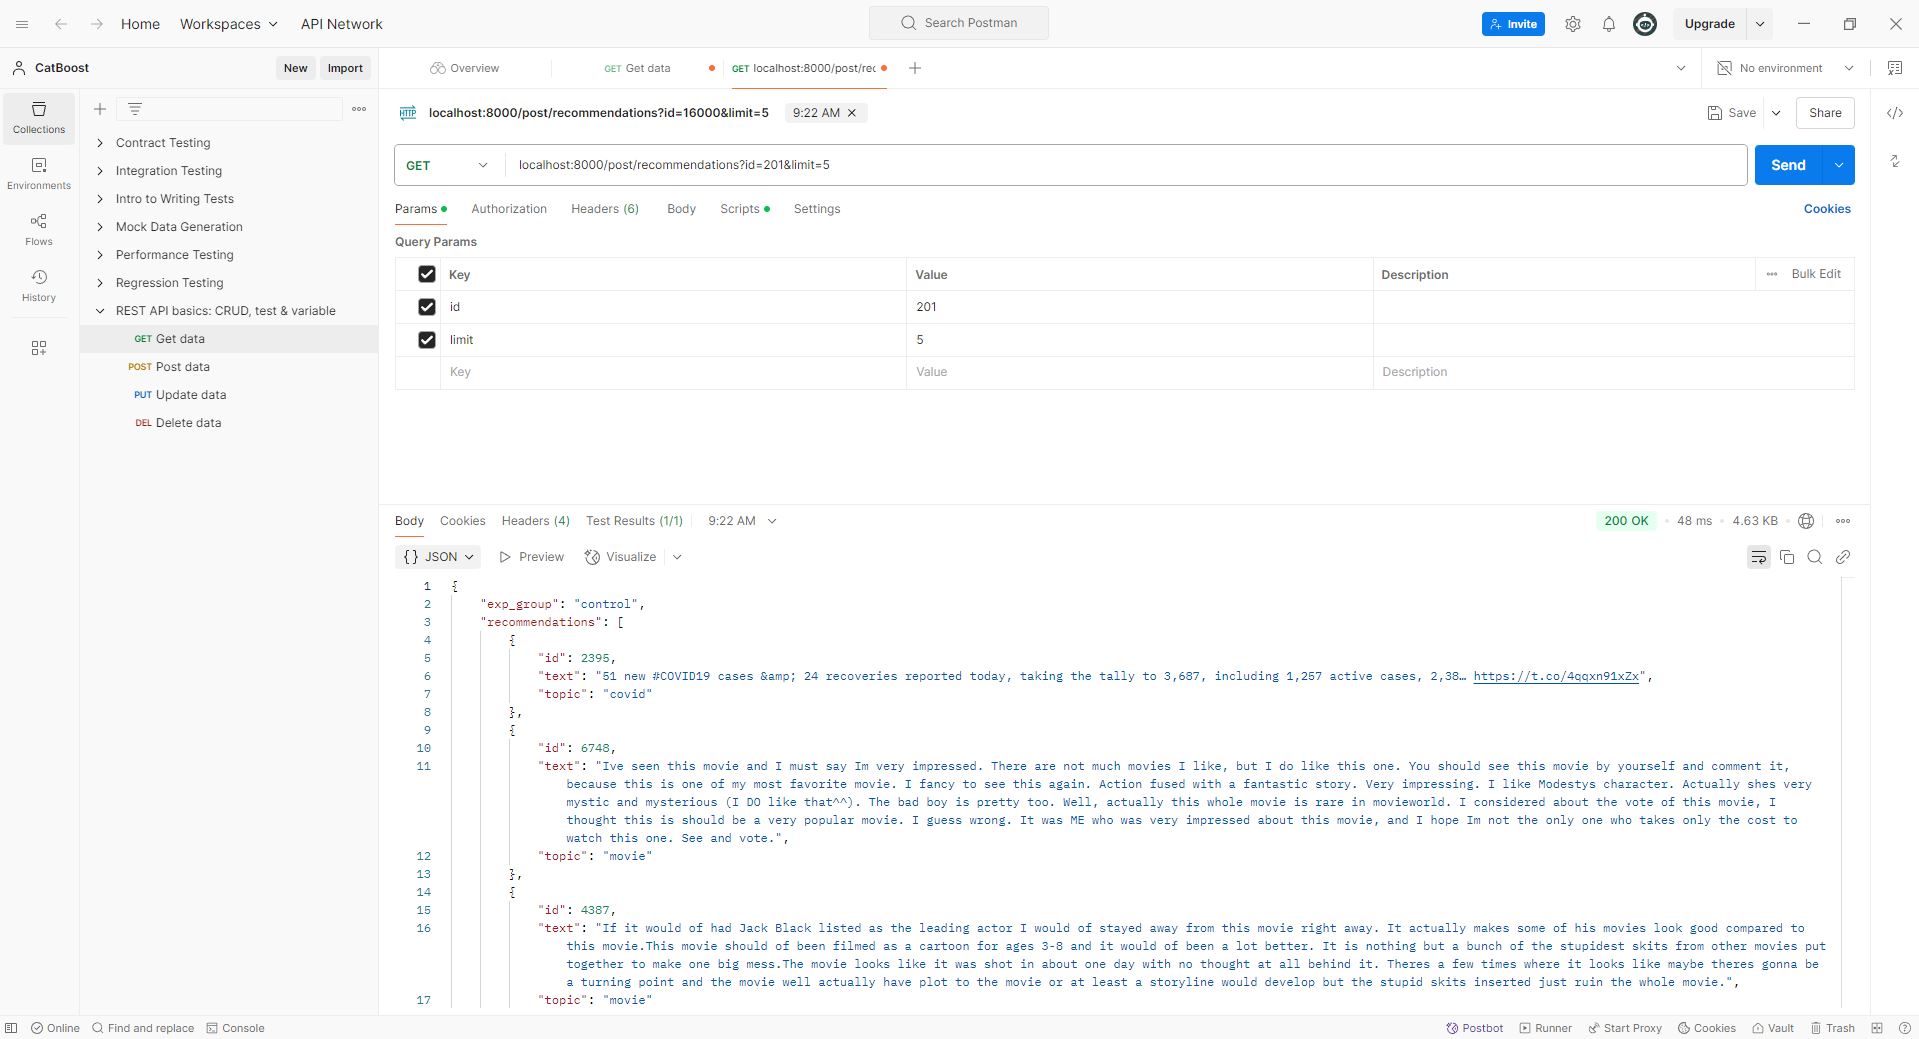 Home Workspaces API Network Search Postman Invite Upgrade
CatBoost New Import
Overview GET Get data GET localhost:8000/post/rec No environment
Collections
HTTP localhost:8000/post/recommendations?id=16000&limit=5 9:22 AM Save Share
Contract Testing
Environments
Integration Testing
GET localhost:8000/post/recommendations?id=201&limit=5 Send
Intro to Writing Tests
Flows
Mock Data Generation
Params Authorization Headers (6) Body Scripts Settings Cookies
Performance Testing
Query Params
History
Regression Testing
Key Value Description Bulk Edit
REST API basics: CRUD, test & variable
id 201
GET Get data
limit 5
POST Post data
Key Value Description
PUT Update data
DEL Delete data
Body Cookies Headers (4) Test Results (1/1) 9:22 AM 200 OK 48 ms 4.63 KB
{} JSON Preview Visualize
1 {
2 "exp_group": "control",
3 "recommendations": [
4 {
5 "id": 2395,
6 "text": "51 new #COVID19 cases &amp; 24 recoveries reported today, taking the tally to 3,687, including 1,257 active cases, 2,38… https://t.co/4qqxn91xZx",
7 "topic": "covid"
8 },
9 {
10 "id": 6748,
11 "text": "Ive seen this movie and I must say Im very impressed. There are not much movies I like, but I do like this one. You should see this movie by yourself and comment it,
because this is one of my most favorite movie. I fancy to see this again. Action fused with a fantastic story. Very impressing. I like Modestys character. Actually shes very
mystic and mysterious (I DO like that^^). The bad boy is pretty too. Well, actually this whole movie is rare in movieworld. I considered about the vote of this movie, I
thought this is should be a very popular movie. I guess wrong. It was ME who was very impressed about this movie, and I hope Im not the only one who takes only the cost to
watch this one. See and vote.",
12 "topic": "movie"
13 },
14 {
15 "id": 4387,
16 "text": "If it would of had Jack Black listed as the leading actor I would of stayed away from this movie right away. It actually makes some of his movies look good compared to
this movie.This movie should of been filmed as a cartoon for ages 3-8 and it would of been a lot better. It is nothing but a bunch of the stupidest skits from other movies put
together to make one big mess.The movie looks like it was shot in about one day with no thought at all behind it. Theres a few times where it looks like maybe theres gonna be
a turning point and the movie well actually have plot to the movie or at least a storyline would develop but the stupid skits inserted just ruin the whole movie.",
17 "topic": "movie"
Online Find and replace Console Postbot Runner Start Proxy Cookies Vault Trash